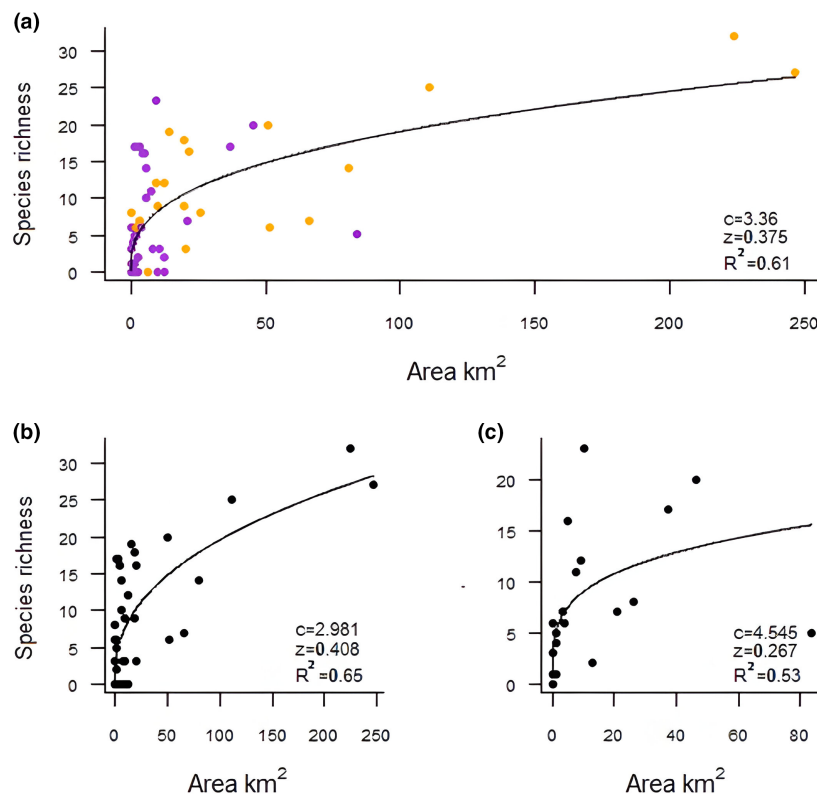 (a)
Species richness
30
25
20
15
10
5
0
c=3.36
z=0.375
R²=0.61
0 50 100 150 200 250
Area km²
(b)
Species richness
30
25
20
15
10
5
0
c=2.981
z=0.408
R²=0.65
0 50 100 150 200 250
Area km²
(c)
20
15
10
5
0
c=4.545
z=0.267
R²=0.53
0 20 40 60 80
Area km²